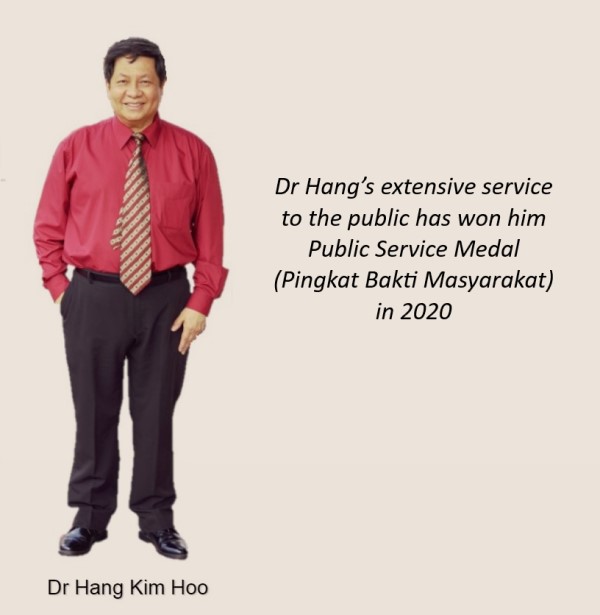 Dr Hang’s extensive service
to the public has won him
Public Service Medal
(Pingkat Bakti Masyarakat)
in 2020
Dr Hang Kim Hoo